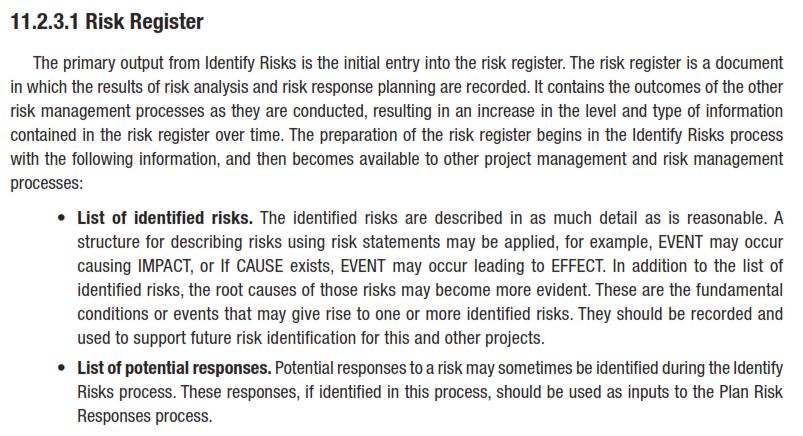 11.2.3.1 Risk Register
The primary output from Identify Risks is the initial entry into the risk register. The risk register is a document
in which the results of risk analysis and risk response planning are recorded. It contains the outcomes of the other
risk management processes as they are conducted, resulting in an increase in the level and type of information
contained in the risk register over time. The preparation of the risk register begins in the Identify Risks process
with the following information, and then becomes available to other project management and risk management
processes:
• List of identified risks. The identified risks are described in as much detail as is reasonable. A
structure for describing risks using risk statements may be applied, for example, EVENT may occur
causing IMPACT, or If CAUSE exists, EVENT may occur leading to EFFECT. In addition to the list of
identified risks, the root causes of those risks may become more evident. These are the fundamental
conditions or events that may give rise to one or more identified risks. They should be recorded and
used to support future risk identification for this and other projects.
• List of potential responses. Potential responses to a risk may sometimes be identified during the Identify
Risks process. These responses, if identified in this process, should be used as inputs to the Plan Risk
Responses process.